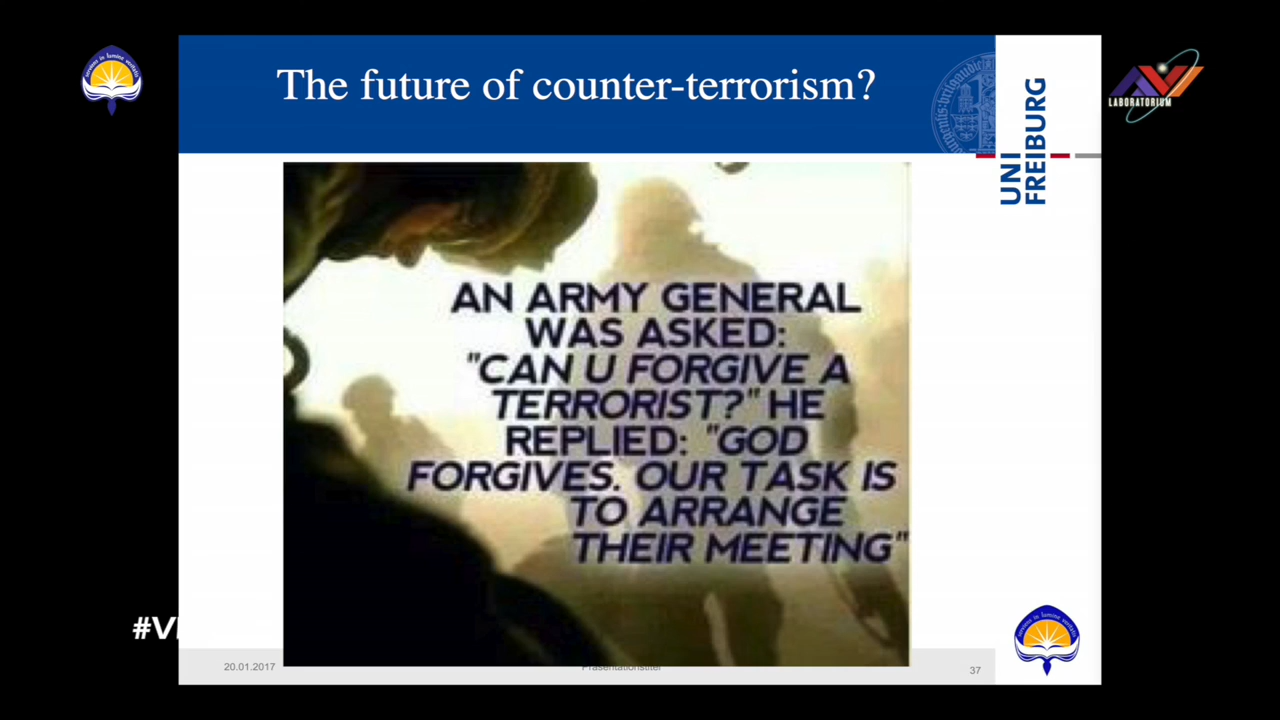 The future of counter-terrorism?
UNI
FREIBURG
LABORATORIUM
AN ARMY GENERAL
WAS ASKED:
"CAN U FORGIVE A
TERRORIST?" HE
REPLIED: "GOD
FORGIVES. OUR TASK IS
TO ARRANGE
THEIR MEETING"
#V
20.01.2017
Präsentationstitel
37